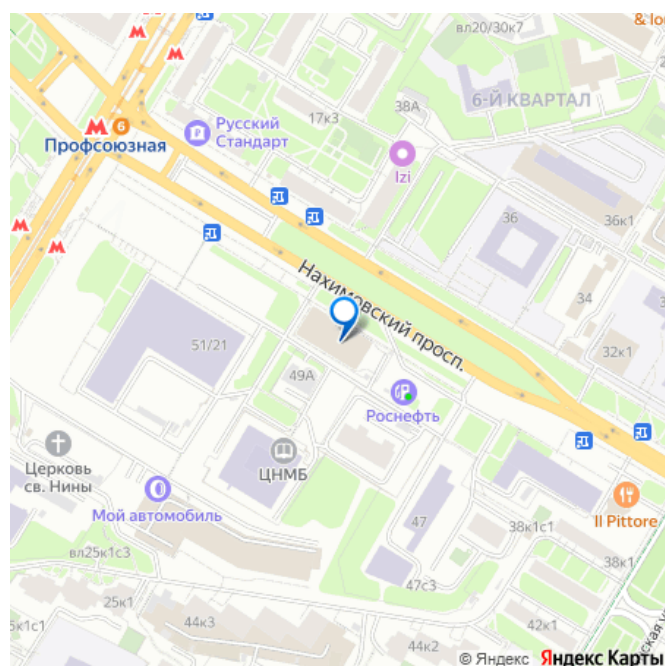 & lou
вл20/30к7
6-Й КВАРТАЛ
38А
17к3
6
Профсоюзная
Русский
Стандарт
Izi
36
36к1
34
32к1
Нахимовский просп.
51/21
49А
Роснефть
Церковь
св. Нины
ЦНМБ
Мой автомобиль
47
38к1с1
Il Pittore
38к1
вл25к1с3
47с3
25к1
44к3
42к1
5к1с1
44к2
© Яндекс Яндекс Карты